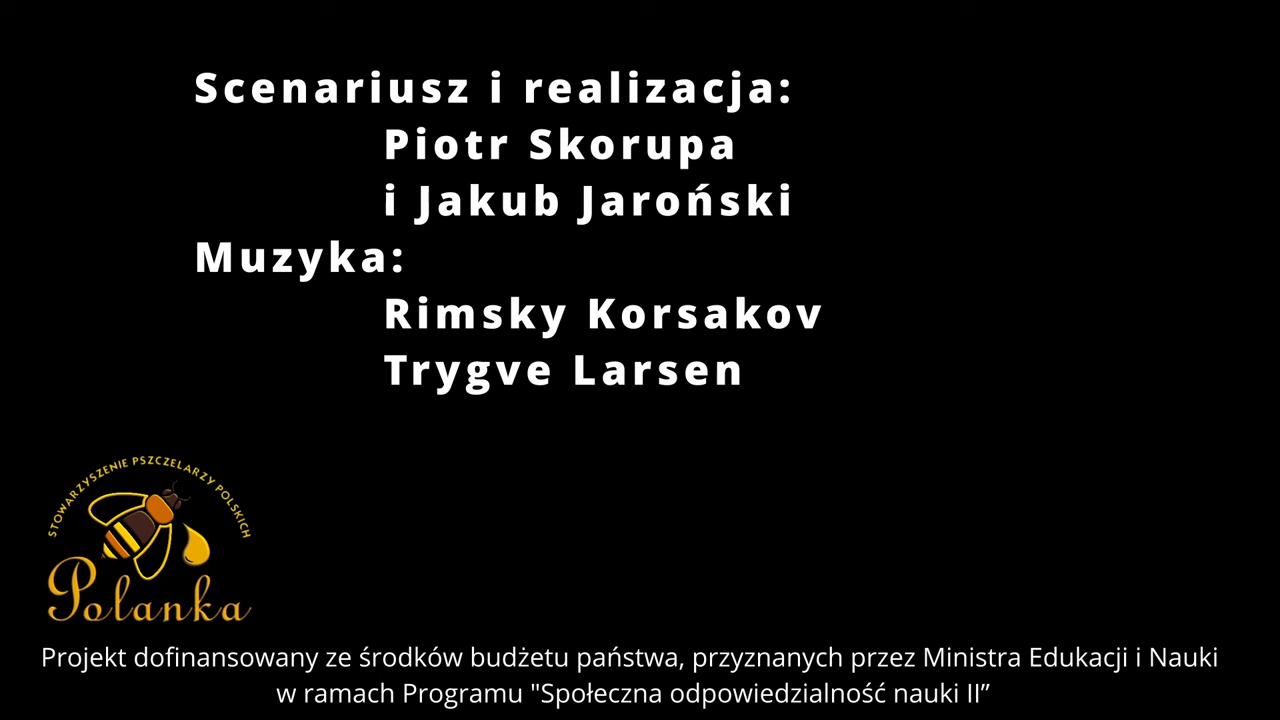 Scenariusz i realizacja:
Piotr Skorupa
i Jakub Jaroński
Muzyka:
Rimsky Korsakov
Trygve Larsen
STOWARZYSZENIE PSZCZELARZY POLSKICH
Polanka
Projekt dofinansowany ze środków budżetu państwa, przyznanych przez Ministra Edukacji i Nauki
w ramach Programu "Społeczna odpowiedzialność nauki II”